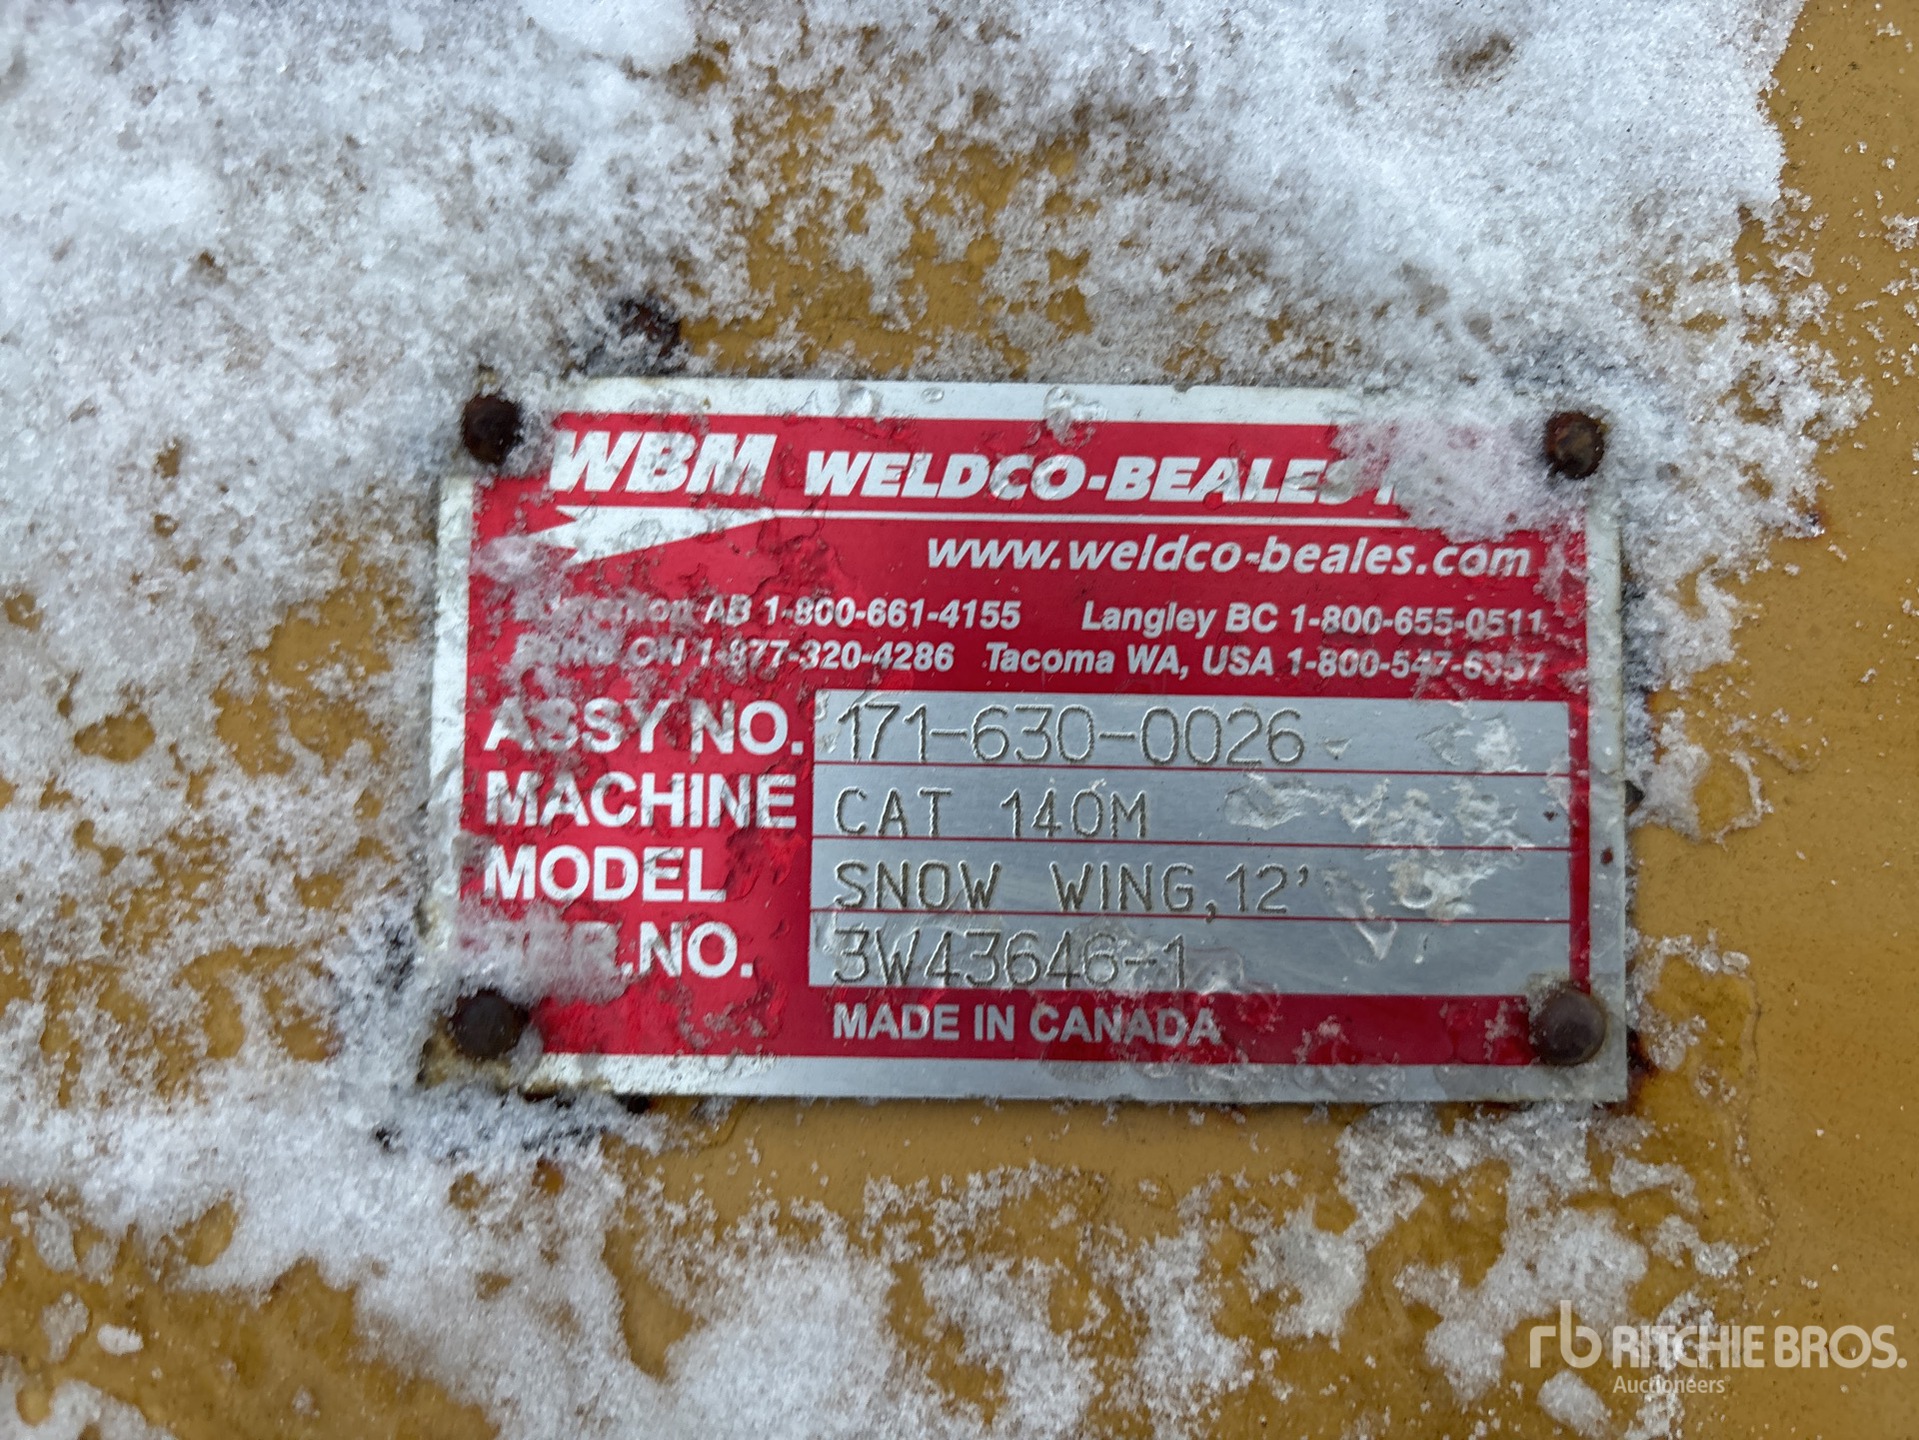 WBM WELDCO-BEALES
www.weldco-beales.com
AB 1-800-661-4155 Langley BC 1-800-655-0511
ON 1-877-320-4286 Tacoma WA, USA 1-800-547-6357
ASSY NO. 171-630-0026
MACHINE CAT 140M
MODEL SNOW WING, 12'
.NO. 3W43646-1
MADE IN CANADA
rb RITCHIE BROS.
Auctioneers